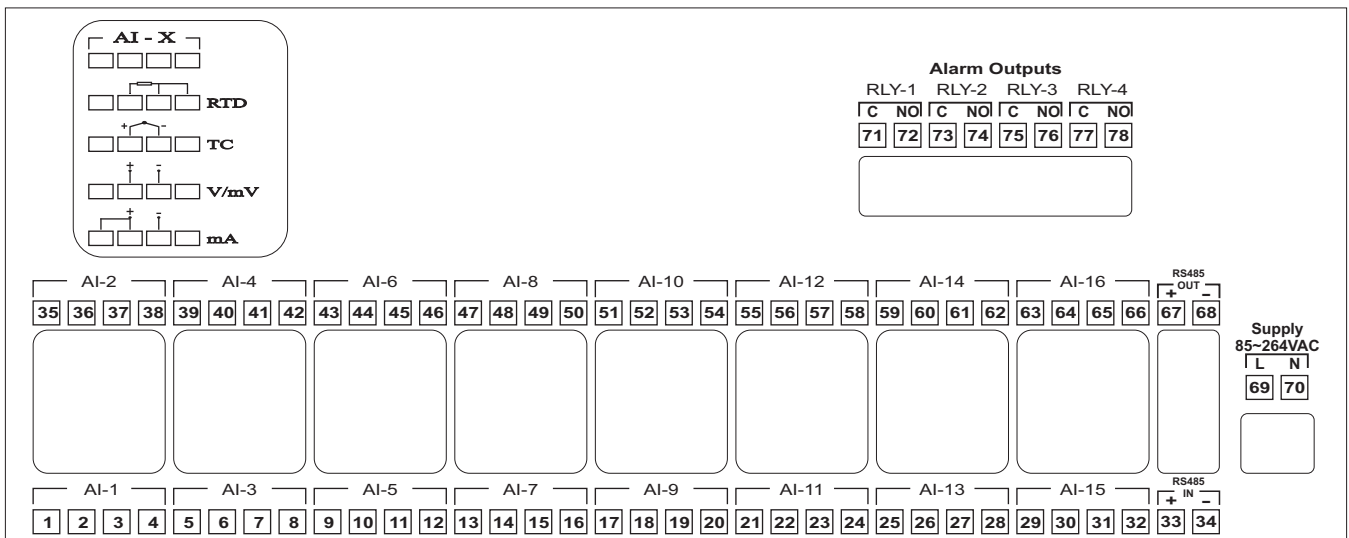 AI - X
RTD
+ -
TC
+ -
V/mV
+ -
mA
Alarm Outputs
RLY-1 RLY-2 RLY-3 RLY-4
C NO C NO C NO C NO
71 72 73 74 75 76 77 78
AI-2 AI-4 AI-6 AI-8 AI-10 AI-12 AI-14 AI-16 RS485 OUT
+ -
35 36 37 38 39 40 41 42 43 44 45 46 47 48 49 50 51 52 53 54 55 56 57 58 59 60 61 62 63 64 65 66 67 68
Supply
85~264VAC
L N
69 70
AI-1 AI-3 AI-5 AI-7 AI-9 AI-11 AI-13 AI-15 RS485 IN
+ -
1 2 3 4 5 6 7 8 9 10 11 12 13 14 15 16 17 18 19 20 21 22 23 24 25 26 27 28 29 30 31 32 33 34